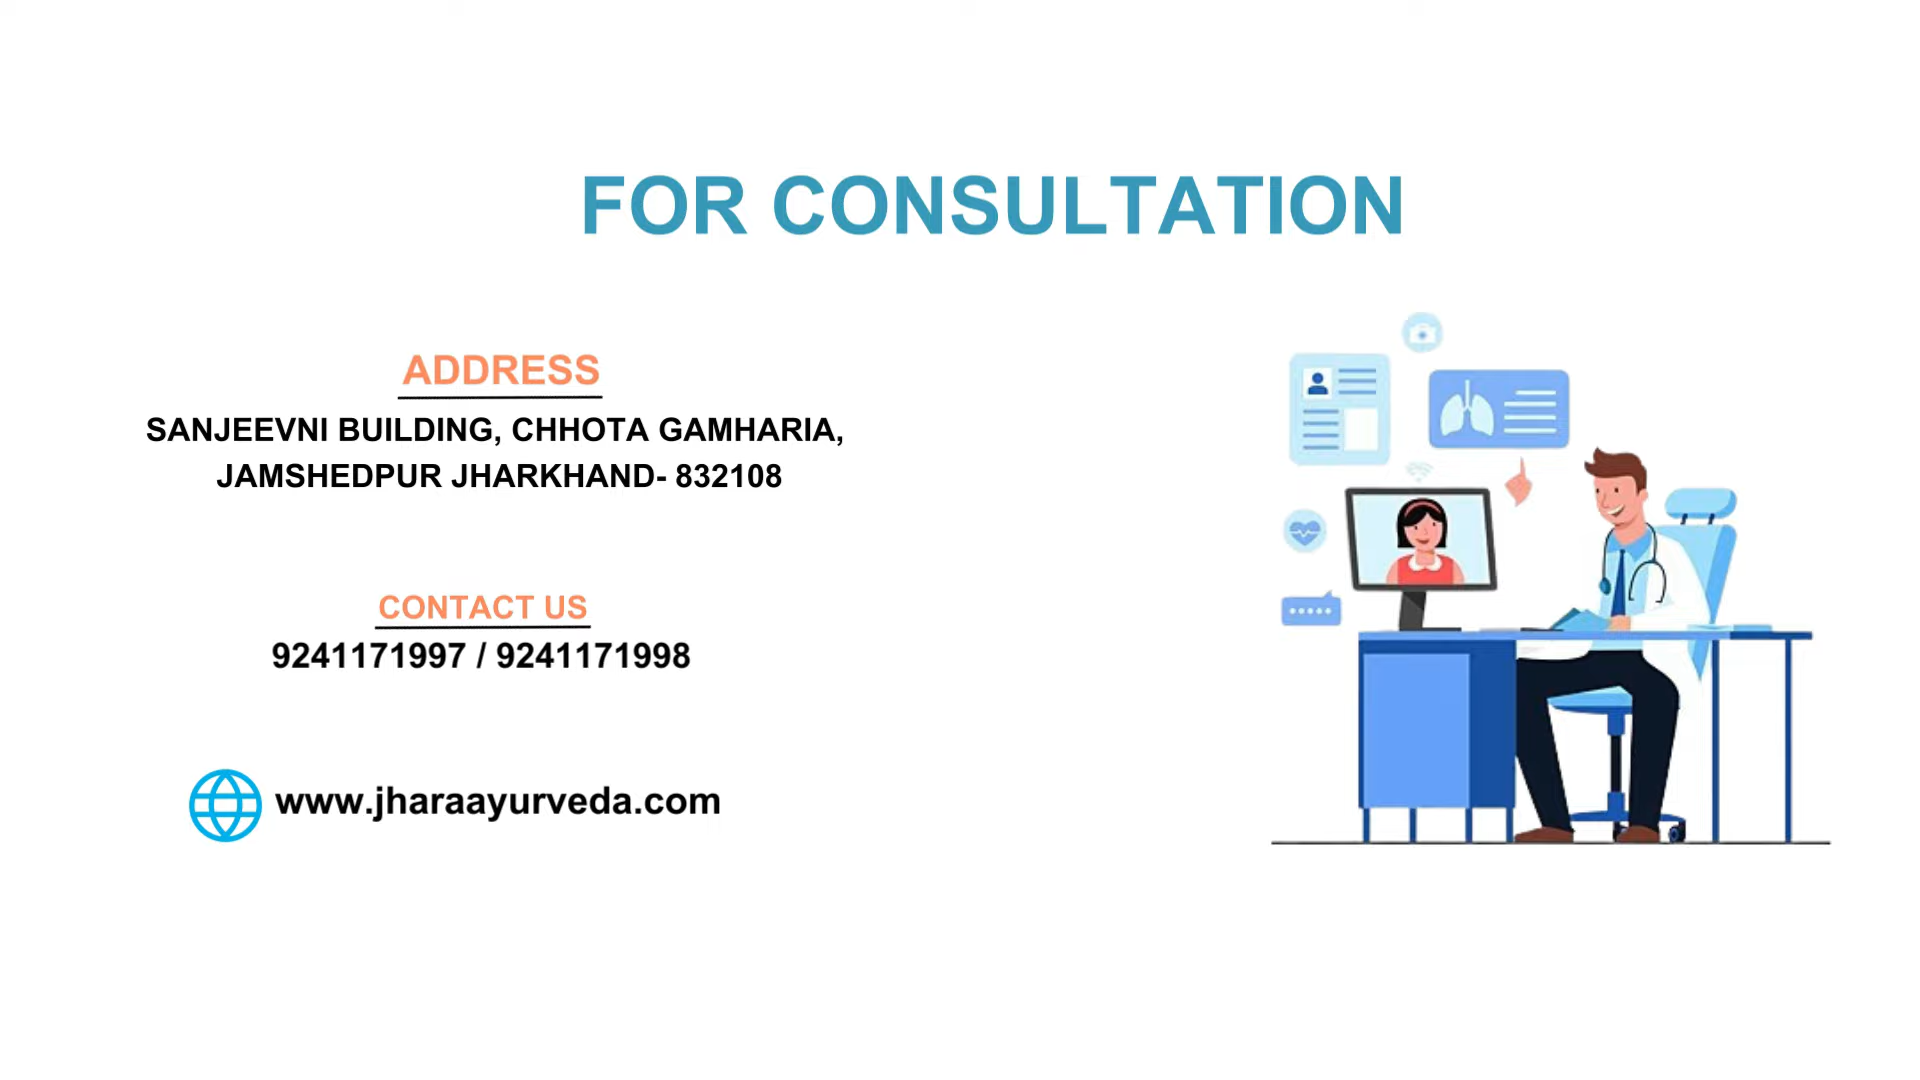 FOR CONSULTATION
ADDRESS
SANJEEVNI BUILDING, CHHOTA GAMHARIA,
JAMSHEDPUR JHARKHAND- 832108
CONTACT US
9241171997 / 9241171998
www.jharaayurveda.com